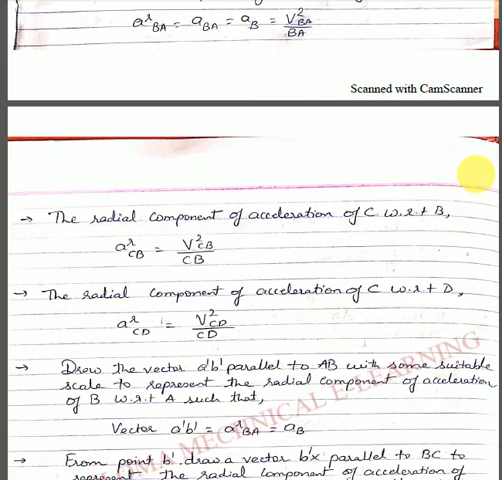 a^r_BA = a_BA = a_B = V²_BA / BA
Scanned with CamScanner
→ The radial component of acceleration of C w.r.t B,
a^r_CB = V²_CB / CB
→ The radial component of acceleration of C w.r.t D,
a^r_CD = V²_CD / CD
→ Draw the vector a'b' parallel to AB with some suitable
scale to represent the radial component of acceleration
of B w.r.t A such that,
Vector a'b' = a^r_BA = a_B
→ From point b', draw a vector b'x parallel to BC to
represent the radial component of acceleration of
MECHNICAL E-LEARNING